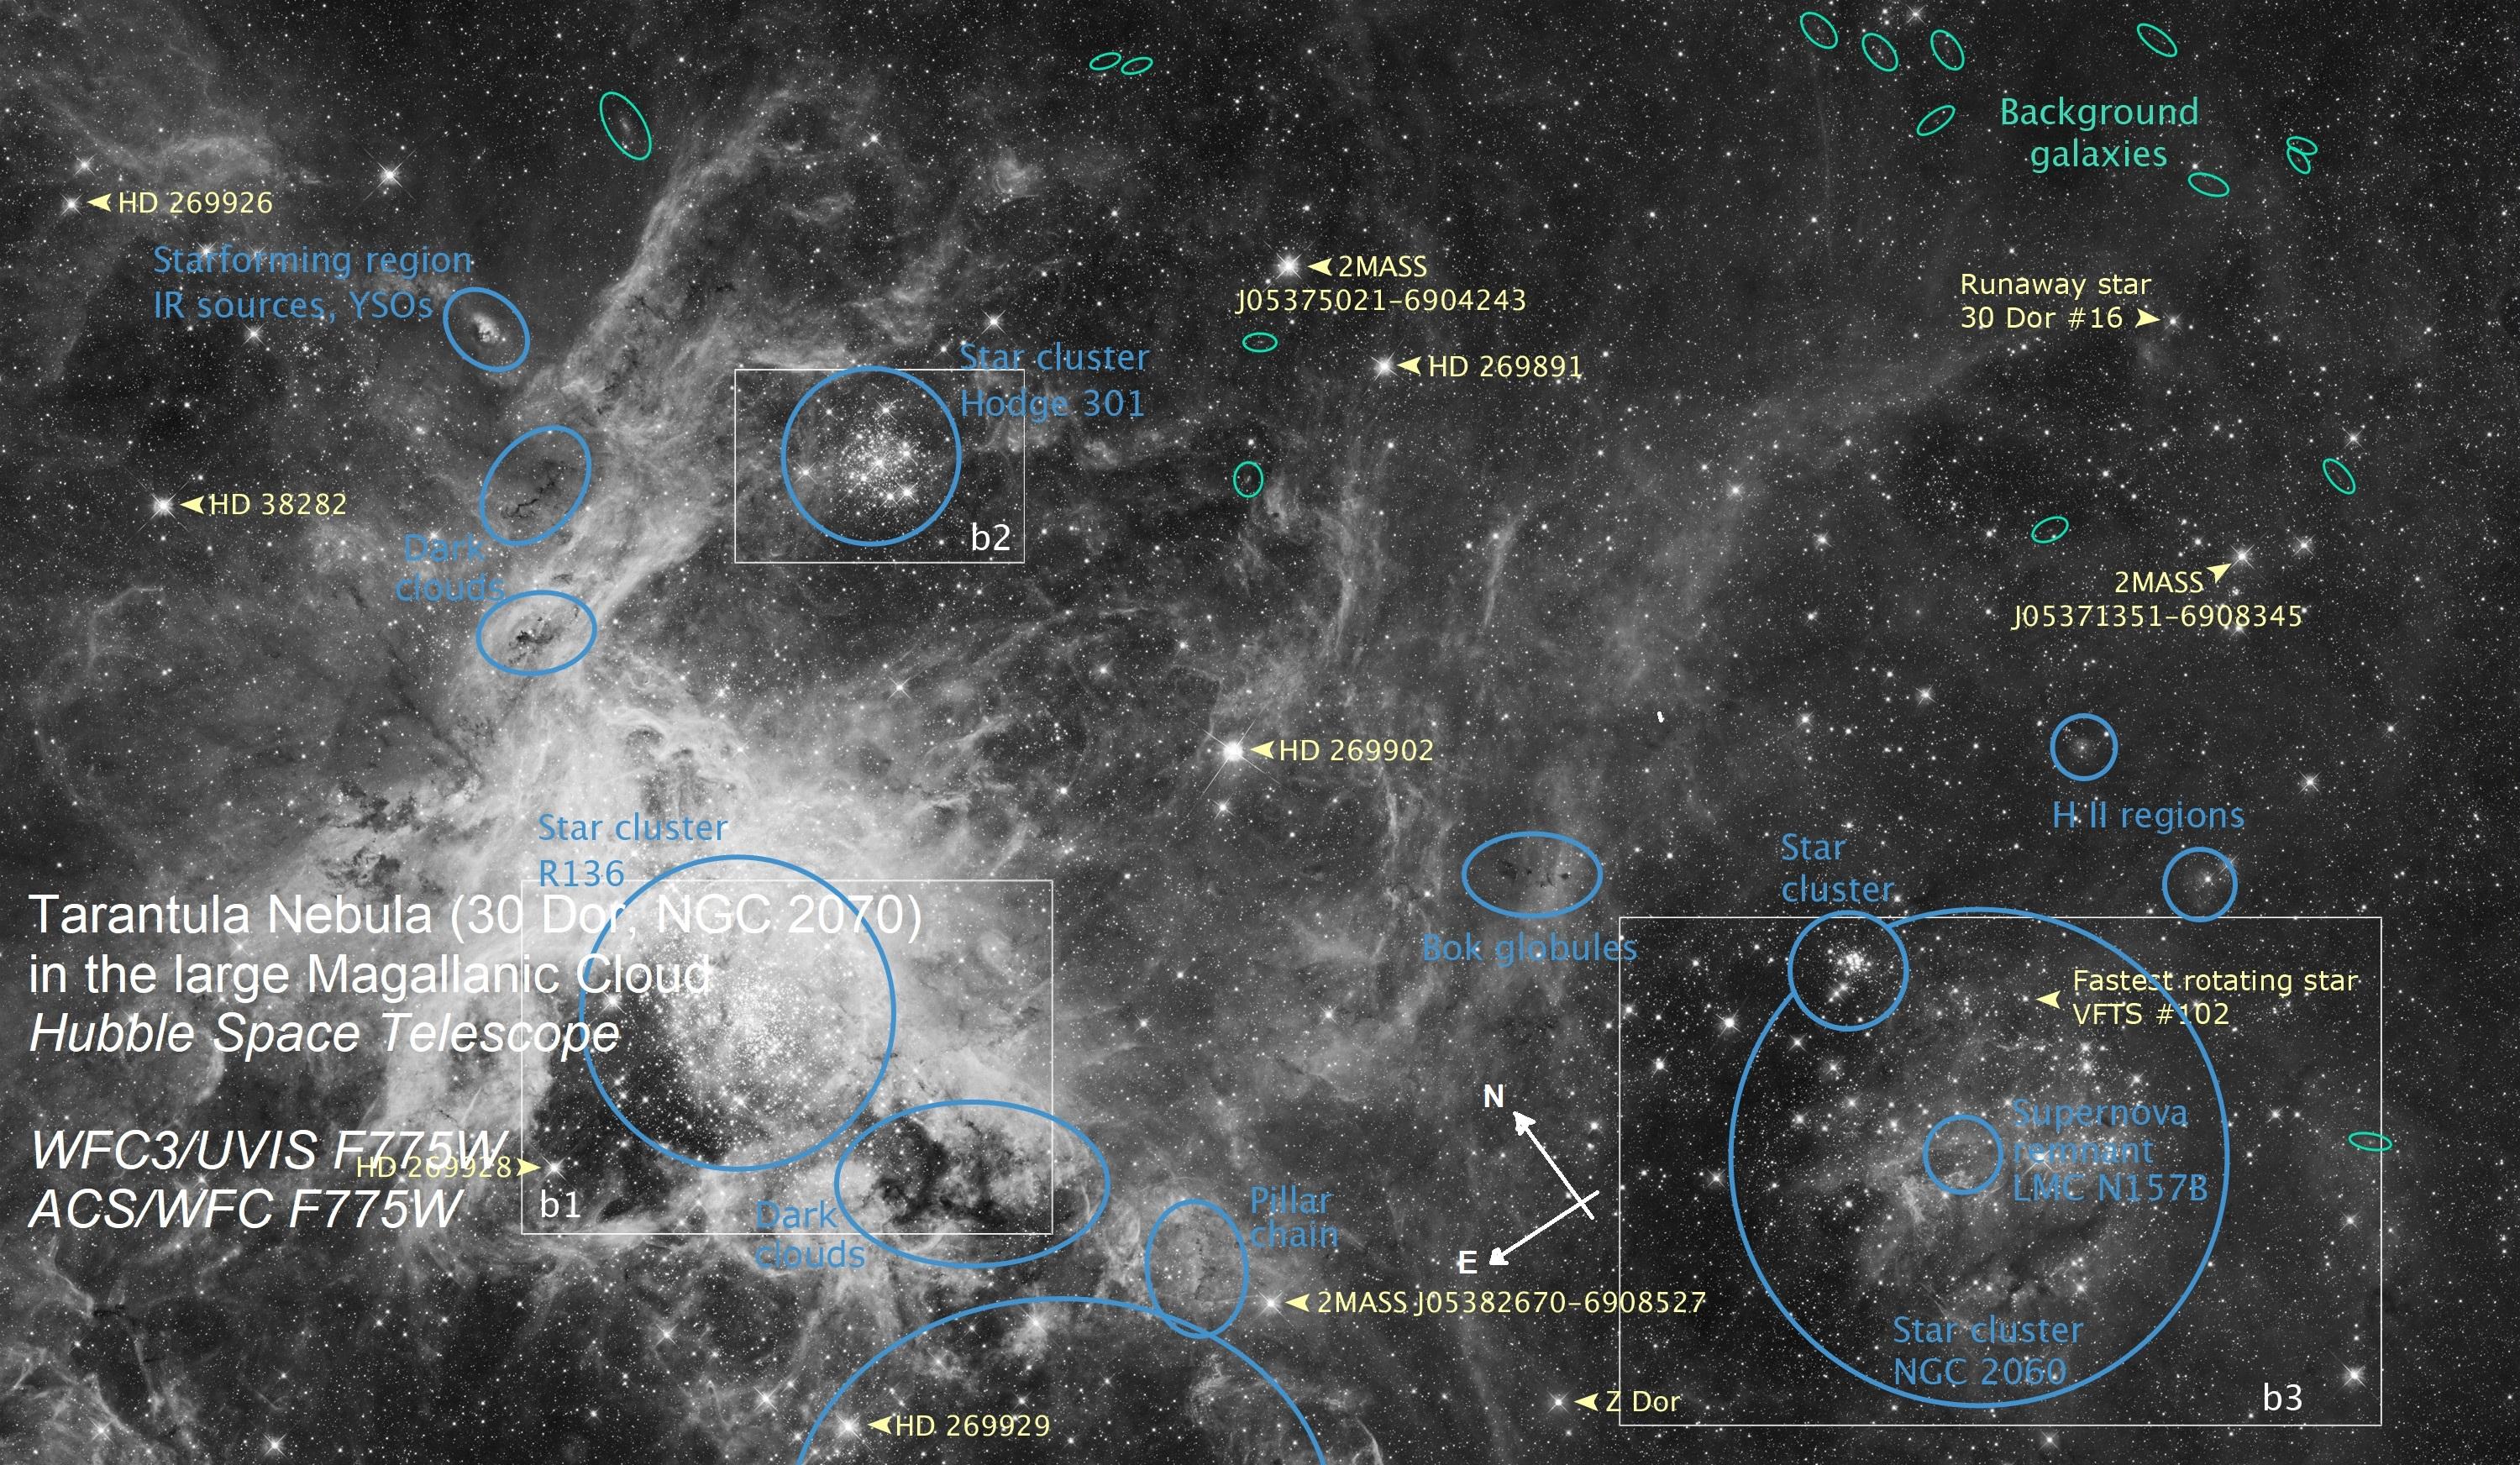 Background
galaxies
HD 269926
Starforming region
IR sources, YSOs
2MASS
J05375021-6904243
Runaway star
30 Dor #16
Star cluster
Hodge 301
HD 269891
b2
HD 38282
Dark
clouds
2MASS
J05371351-6908345
HD 269902
H II regions
Star cluster
R136
Star
cluster
Bok globules
Tarantula Nebula (30 Dor, NGC 2070)
in the large Magallanic Cloud
Hubble Space Telescope
WFC3/UVIS F775W
ACS/WFC F775W
HD 269928
b1
Dark
clouds
Pillar
chain
N
E
Fastest rotating star
VFTS #102
Supernova
remnant
LMC N157B
2MASS J05382670-6908527
Star cluster
NGC 2060
b3
Z Dor
HD 269929